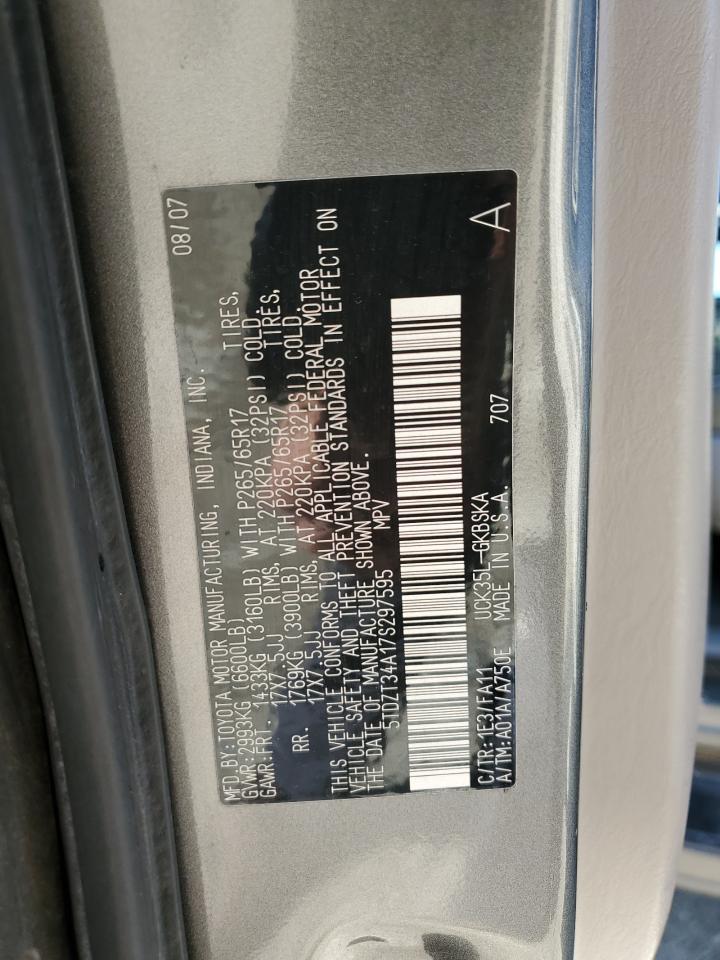 MFD. BY: TOYOTA MOTOR MANUFACTURING, INDIANA, INC. 08/07
GVWR: 2993KG (6600LB)
GAWR: FRT. 1433KG (3160LB) WITH P265/65R17 TIRES,
17X7.5JJ RIMS, AT 220KPA (32PSI) COLD.
RR. 1769KG (3900LB) WITH P265/65R17 TIRES,
17X7.5JJ RIMS, AT 220KPA (32PSI) COLD.
THIS VEHICLE CONFORMS TO ALL APPLICABLE FEDERAL MOTOR
VEHICLE SAFETY AND THEFT PREVENTION STANDARDS IN EFFECT ON
THE DATE OF MANUFACTURE SHOWN ABOVE.
5TDZT34A17S297595 MPV
C/TR: 1E3/FA11 UCK35L-GKBSKA
A/TM: A01A/A750E MADE IN U.S.A. 707 A